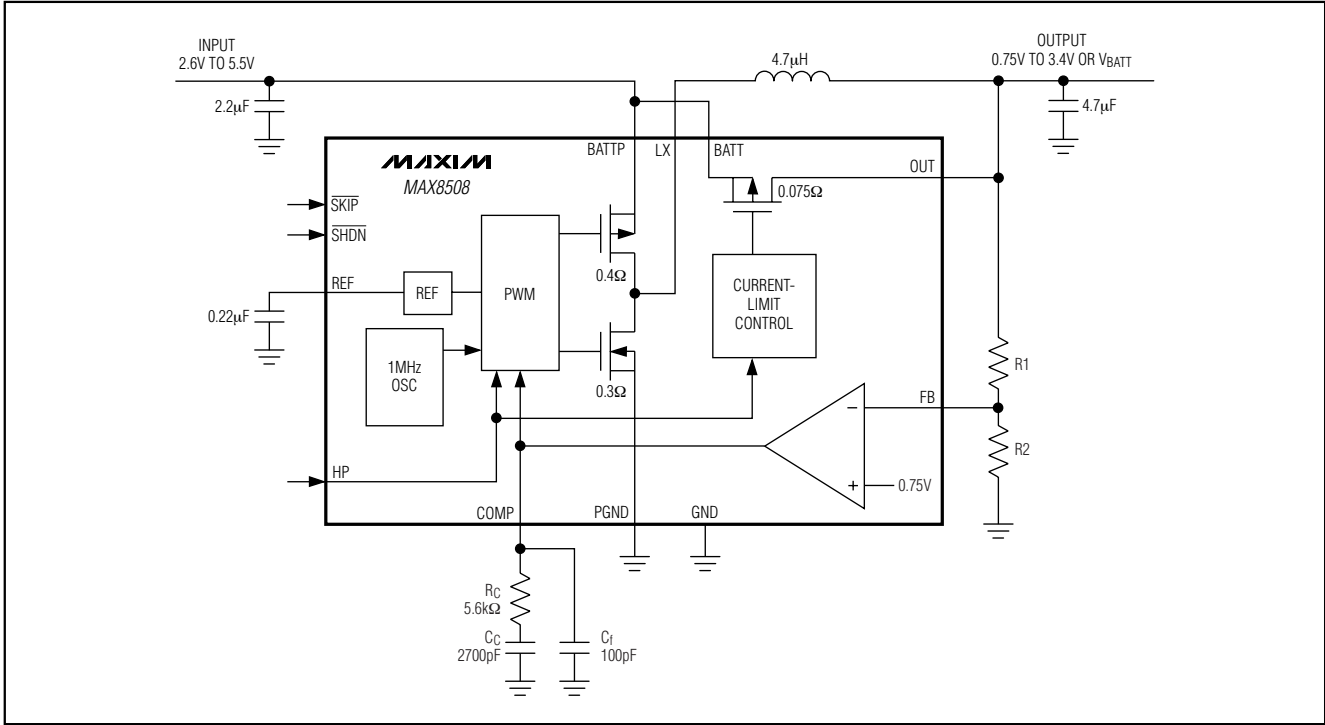 INPUT
2.6V TO 5.5V
OUTPUT
0.75V TO 3.4V OR VBATT
4.7μH
2.2μF
4.7μF
BATTP
LX
BATT
MAXIM
MAX8508
OUT
0.075Ω
SKIP
SHDN
0.4Ω
REF
REF
PWM
CURRENT-
LIMIT
CONTROL
0.22μF
1MHz
OSC
0.3Ω
R1
FB
−
R2
HP
+
0.75V
COMP
PGND
GND
RC
5.6kΩ
CC
2700pF
Cf
100pF